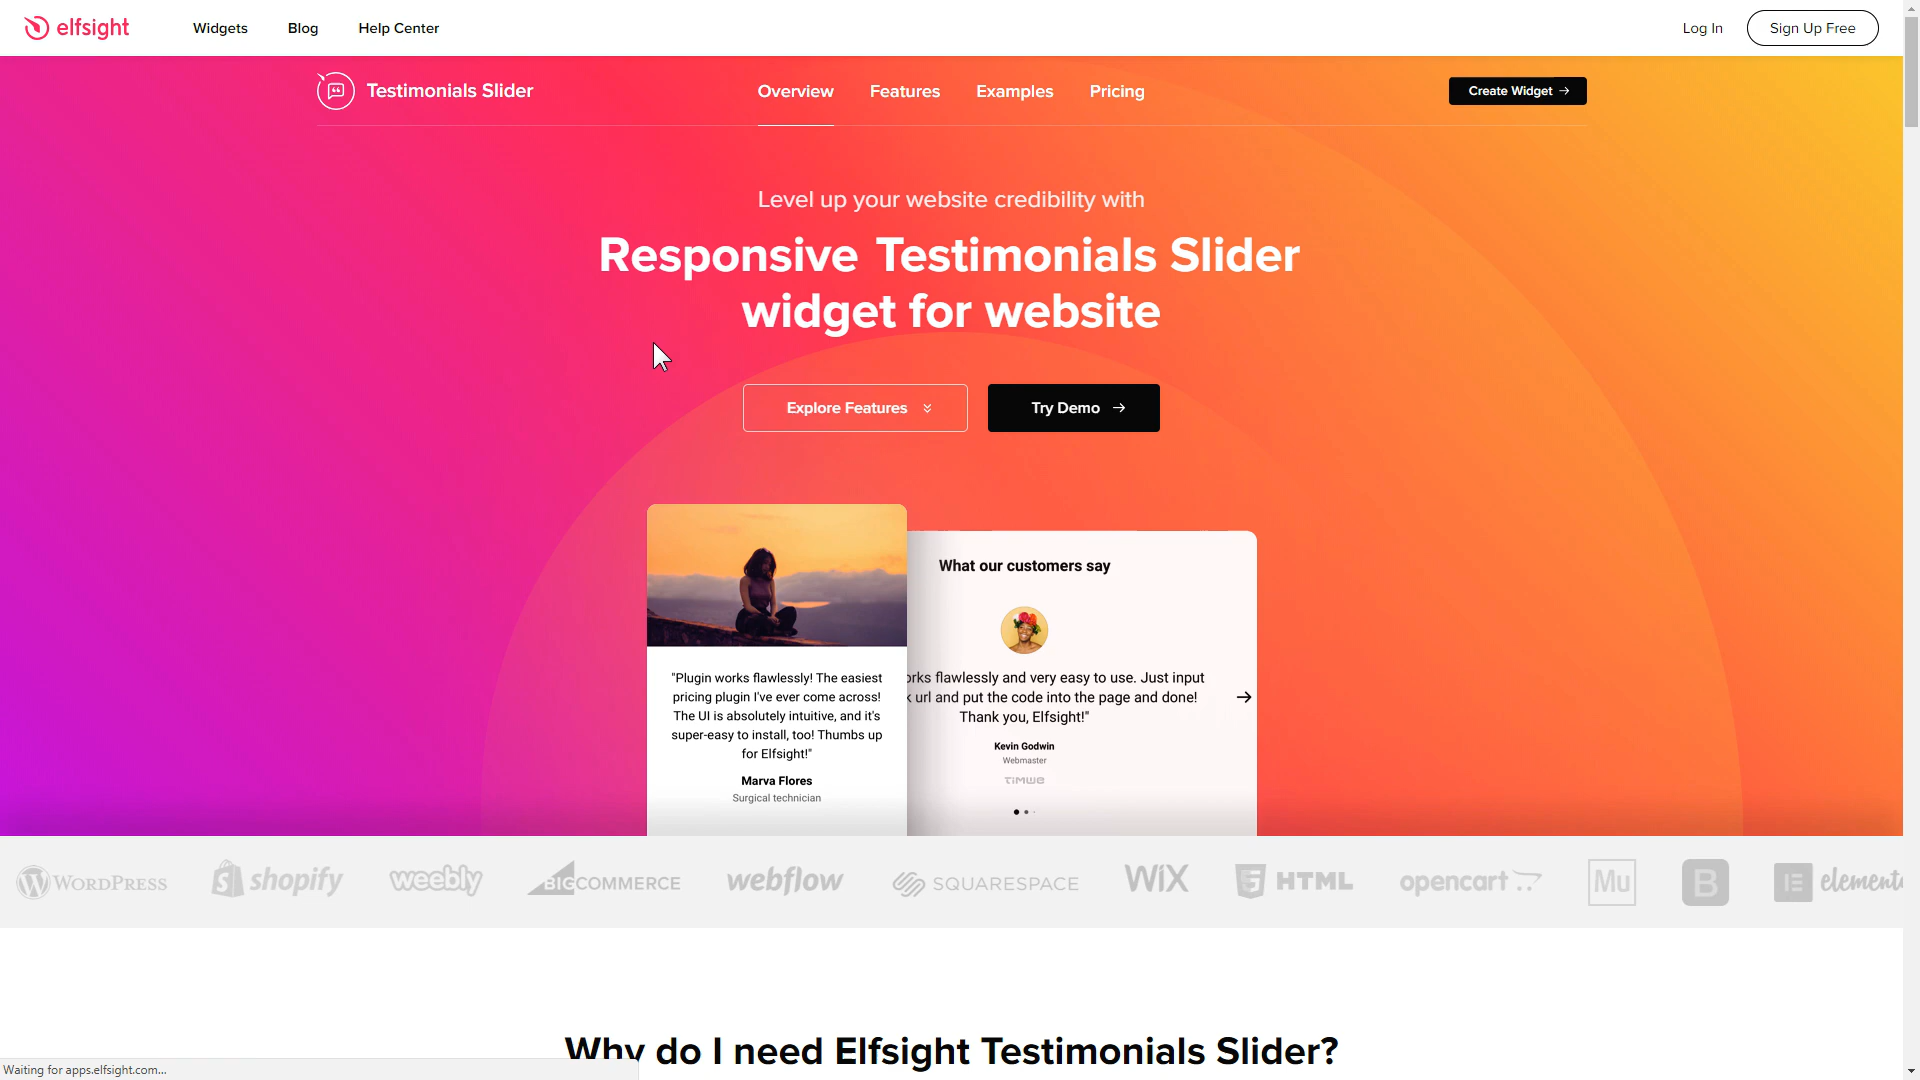 elfsight
Widgets
Blog
Help Center
Log In
Sign Up Free
Testimonials Slider
Overview
Features
Examples
Pricing
Create Widget
Level up your website credibility with
Responsive Testimonials Slider
widget for website
Explore Features
Try Demo
"Plugin works flawlessly! The easiest
pricing plugin I've ever come across!
The UI is absolutely intuitive, and it's
super-easy to install, too! Thumbs up
for Elfsight!"
Marva Flores
Surgical technician
What our customers say
flawlessly and very easy to use. Just input
url and put the code into the page and done!
Thank you, Elfsight!"
Kevin Godwin
Webmaster
TIMWE
WORDPRESS
shopify
weebly
BIGCOMMERCE
webflow
SQUARESPACE
WiX
HTML
opencart
Mu
B
Why do I need Elfsight Testimonials Slider?
Waiting for apps.elfsight.com...